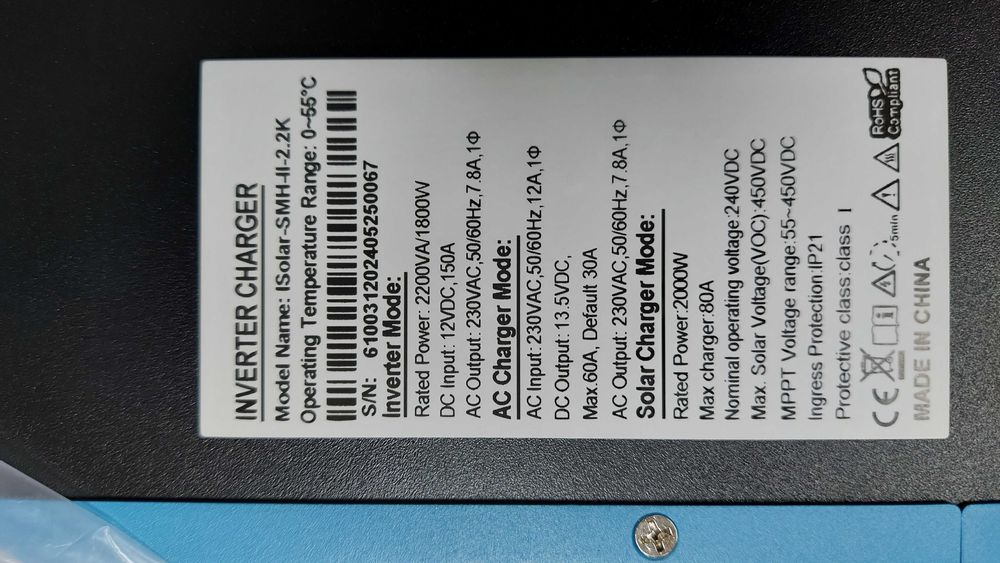 INVERTER CHARGER
Model Name: ISolar-SMH-II-2.2K
Operating Temperature Range: 0~55°C
S/N: 61003120240525067
Inverter Mode:
Rated Power: 2200VA/1800W
DC Input: 12VDC,150A
AC Output: 230VAC,50/60Hz,7.8A,1Φ
AC Charger Mode:
AC Input: 230VAC,50/60Hz,12A,1Φ
DC Output: 13.5VDC,
Max.60A, Default 30A
AC Output: 230VAC,50/60Hz,7.8A,1Φ
Solar Charger Mode:
Rated Power:2000W
Max charger:80A
Nominal operating voltage:240VDC
Max. Solar Voltage(VOC):450VDC
MPPT Voltage range:55~450VDC
Ingress Protection:IP21
Protective class:class I
CE 5min RoHS Compliant
MADE IN CHINA